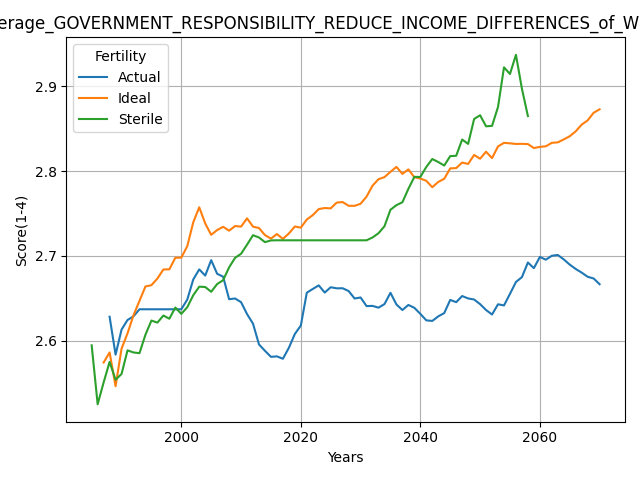 erage_GOVERNMENT_RESPONSIBILITY_REDUCE_INCOME_DIFFERENCES_of_W
Fertility
Actual
Ideal
Sterile
2.9
2.8
2.7
2.6
Score(1-4)
2000 2020 2040 2060
Years